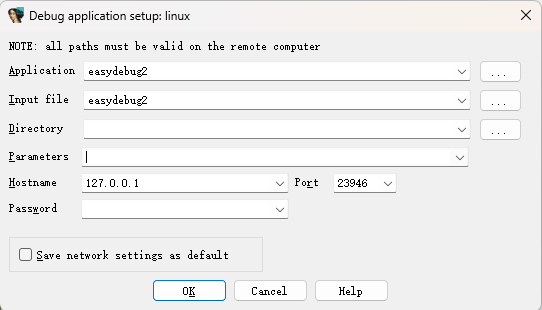 Debug application setup: linux
NOTE: all paths must be valid on the remote computer
Application easydebug2 ...
Input file easydebug2 ...
Directory ...
Parameters
Hostname 127.0.0.1 Port 23946
Password
Save network settings as default
OK Cancel Help